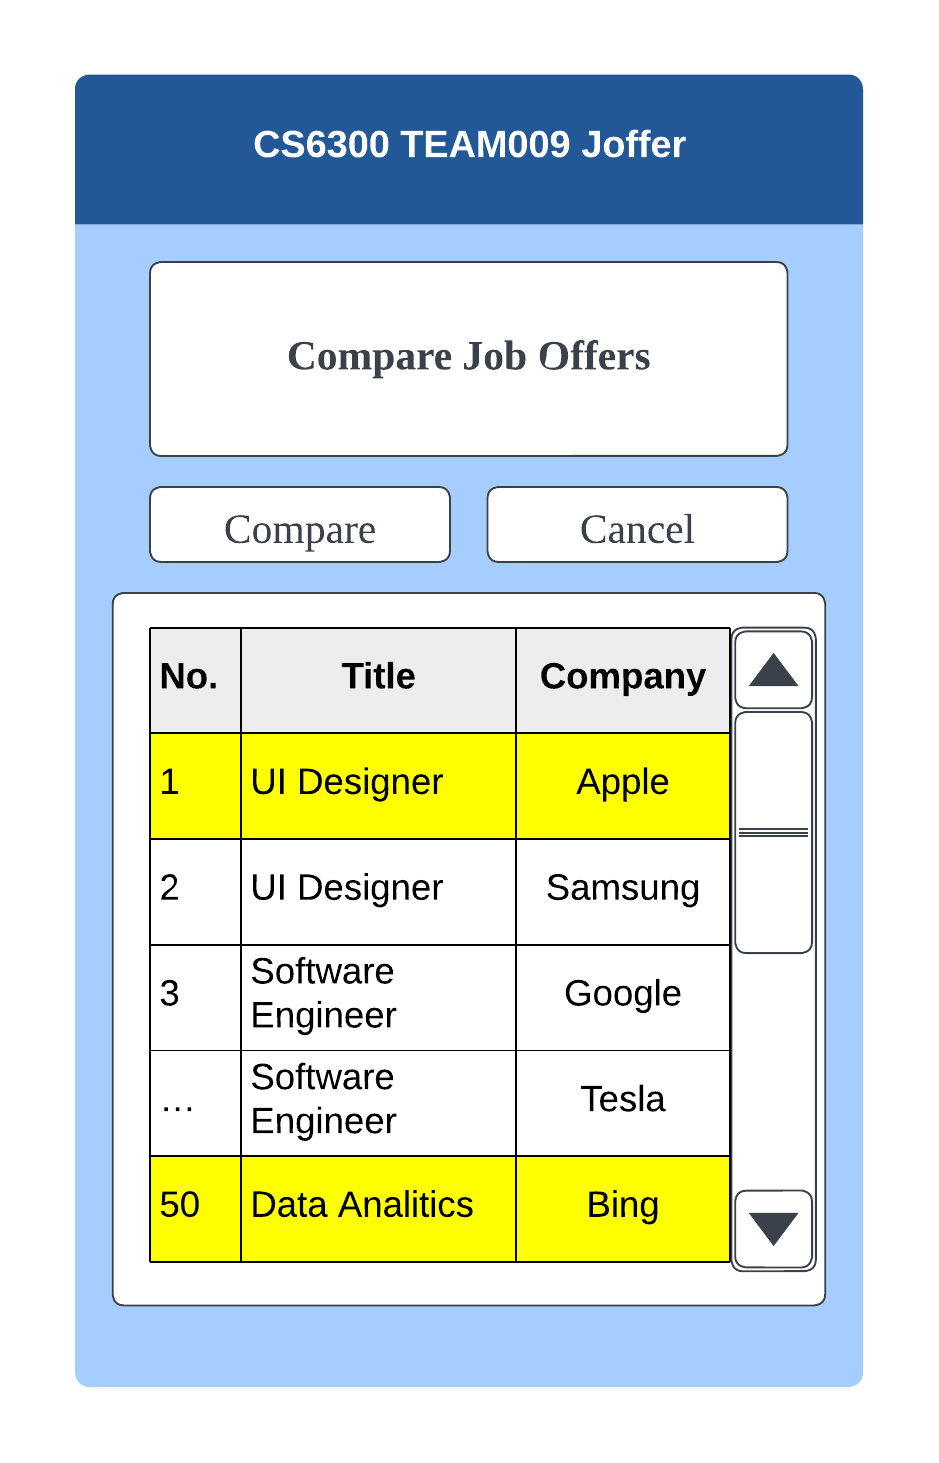 CS6300 TEAM009 Joffer
Compare Job Offers
Compare Cancel
No. Title Company
1 UI Designer Apple
2 UI Designer Samsung
3 Software
Engineer Google
... Software
Engineer Tesla
50 Data Analitics Bing